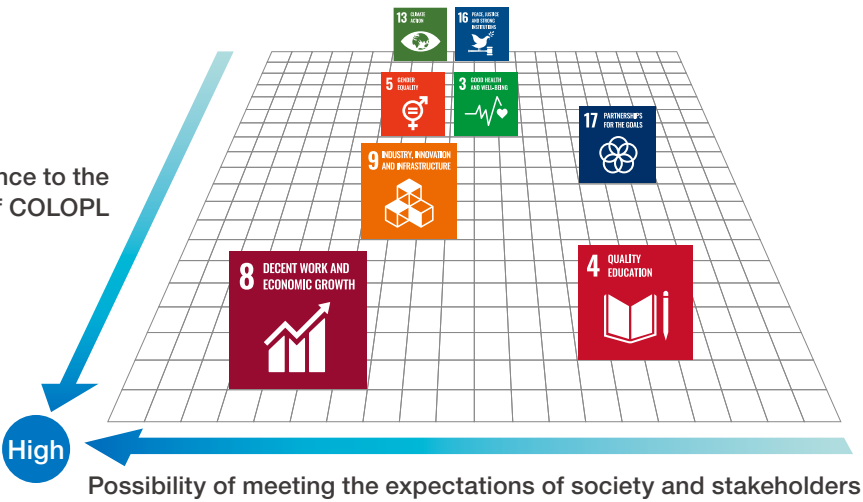 13 CLIMATE
ACTION
16 PEACE, JUSTICE
AND STRONG
INSTITUTIONS
5 GENDER
EQUALITY
3 GOOD HEALTH
AND WELL-BEING
17 PARTNERSHIPS
FOR THE GOALS
9 INDUSTRY, INNOVATION
AND INFRASTRUCTURE
nce to the
COLOPL
8 DECENT WORK AND
ECONOMIC GROWTH
4 QUALITY
EDUCATION
High
Possibility of meeting the expectations of society and stakeholders